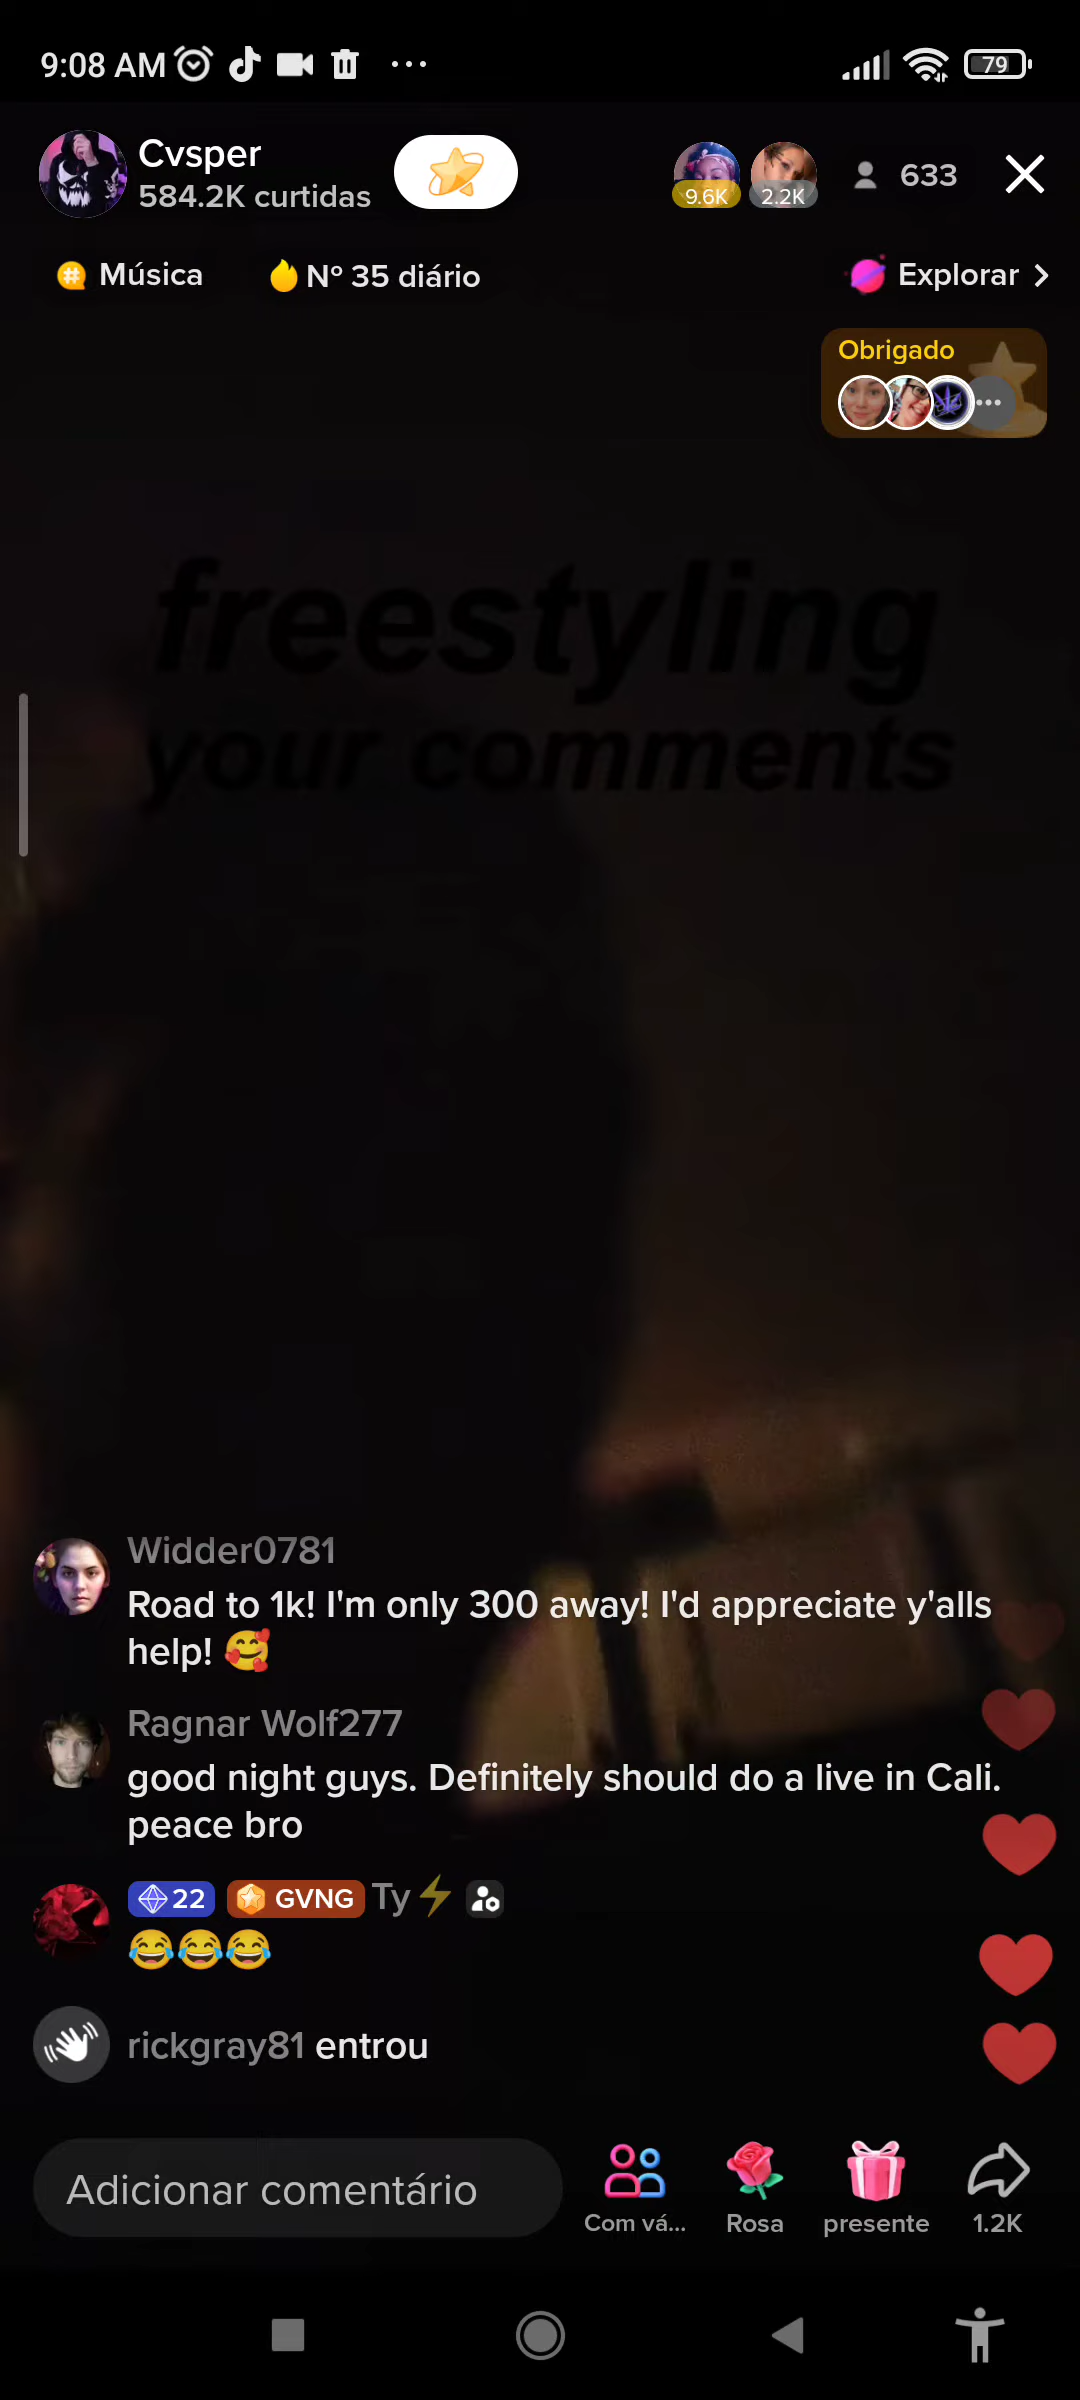 9:08 AM
79
Cvsper
584.2K curtidas
9.6K
2.2K
633
Música
Nº 35 diário
Explorar
Obrigado
freestyling
your comments
Widder0781
Road to 1k! I'm only 300 away! I'd appreciate y'alls
help! 🥰
Ragnar Wolf277
good night guys. Definitely should do a live in Cali.
peace bro
22 GVNG Ty⚡
😂😂😂
rickgray81 entrou
Adicionar comentário
Com vá...
Rosa
presente
1.2K